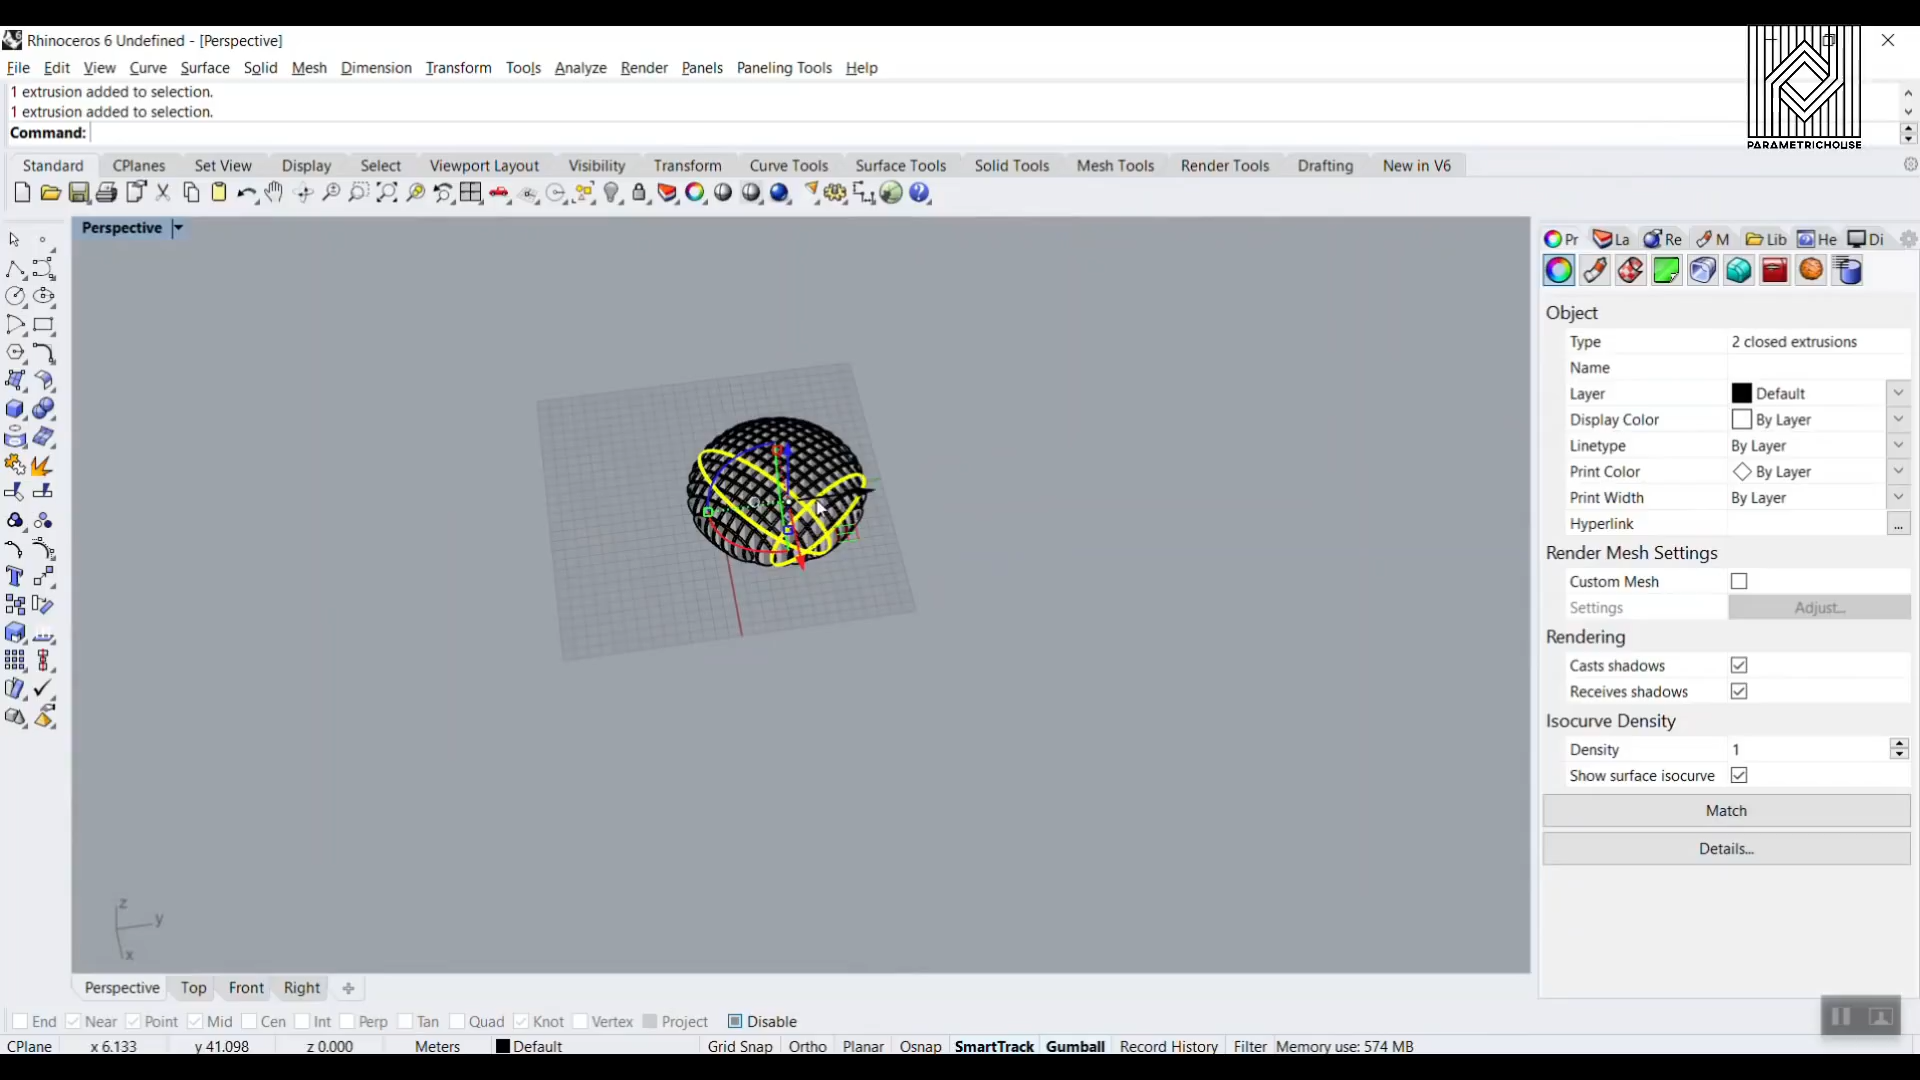 Rhinoceros 6 Undefined - [Perspective]
File Edit View Curve Surface Solid Mesh Dimension Transform Tools Analyze Render Panels Paneling Tools Help
1 extrusion added to selection.
1 extrusion added to selection.
Command:
PARAMETRICHOUSE
Standard CPlanes Set View Display Select Viewport Layout Visibility Transform Curve Tools Surface Tools Solid Tools Mesh Tools Render Tools Drafting New in V6
Perspective
Pr La Re M Lib He Di
Object
Type 2 closed extrusions
Name
Layer Default
Display Color By Layer
Linetype By Layer
Print Color By Layer
Print Width By Layer
Hyperlink ...
Render Mesh Settings
Custom Mesh
Settings Adjust...
Rendering
Casts shadows
Receives shadows
Isocurve Density
Density 1
Show surface isocurve
Match
Details...
z
y
x
Perspective Top Front Right
End Near Point Mid Cen Int Perp Tan Quad Knot Vertex Project Disable
CPlane x 6.133 y 41.098 z 0.000 Meters Default Grid Snap Ortho Planar Osnap SmartTrack Gumball Record History Filter Memory use: 574 MB